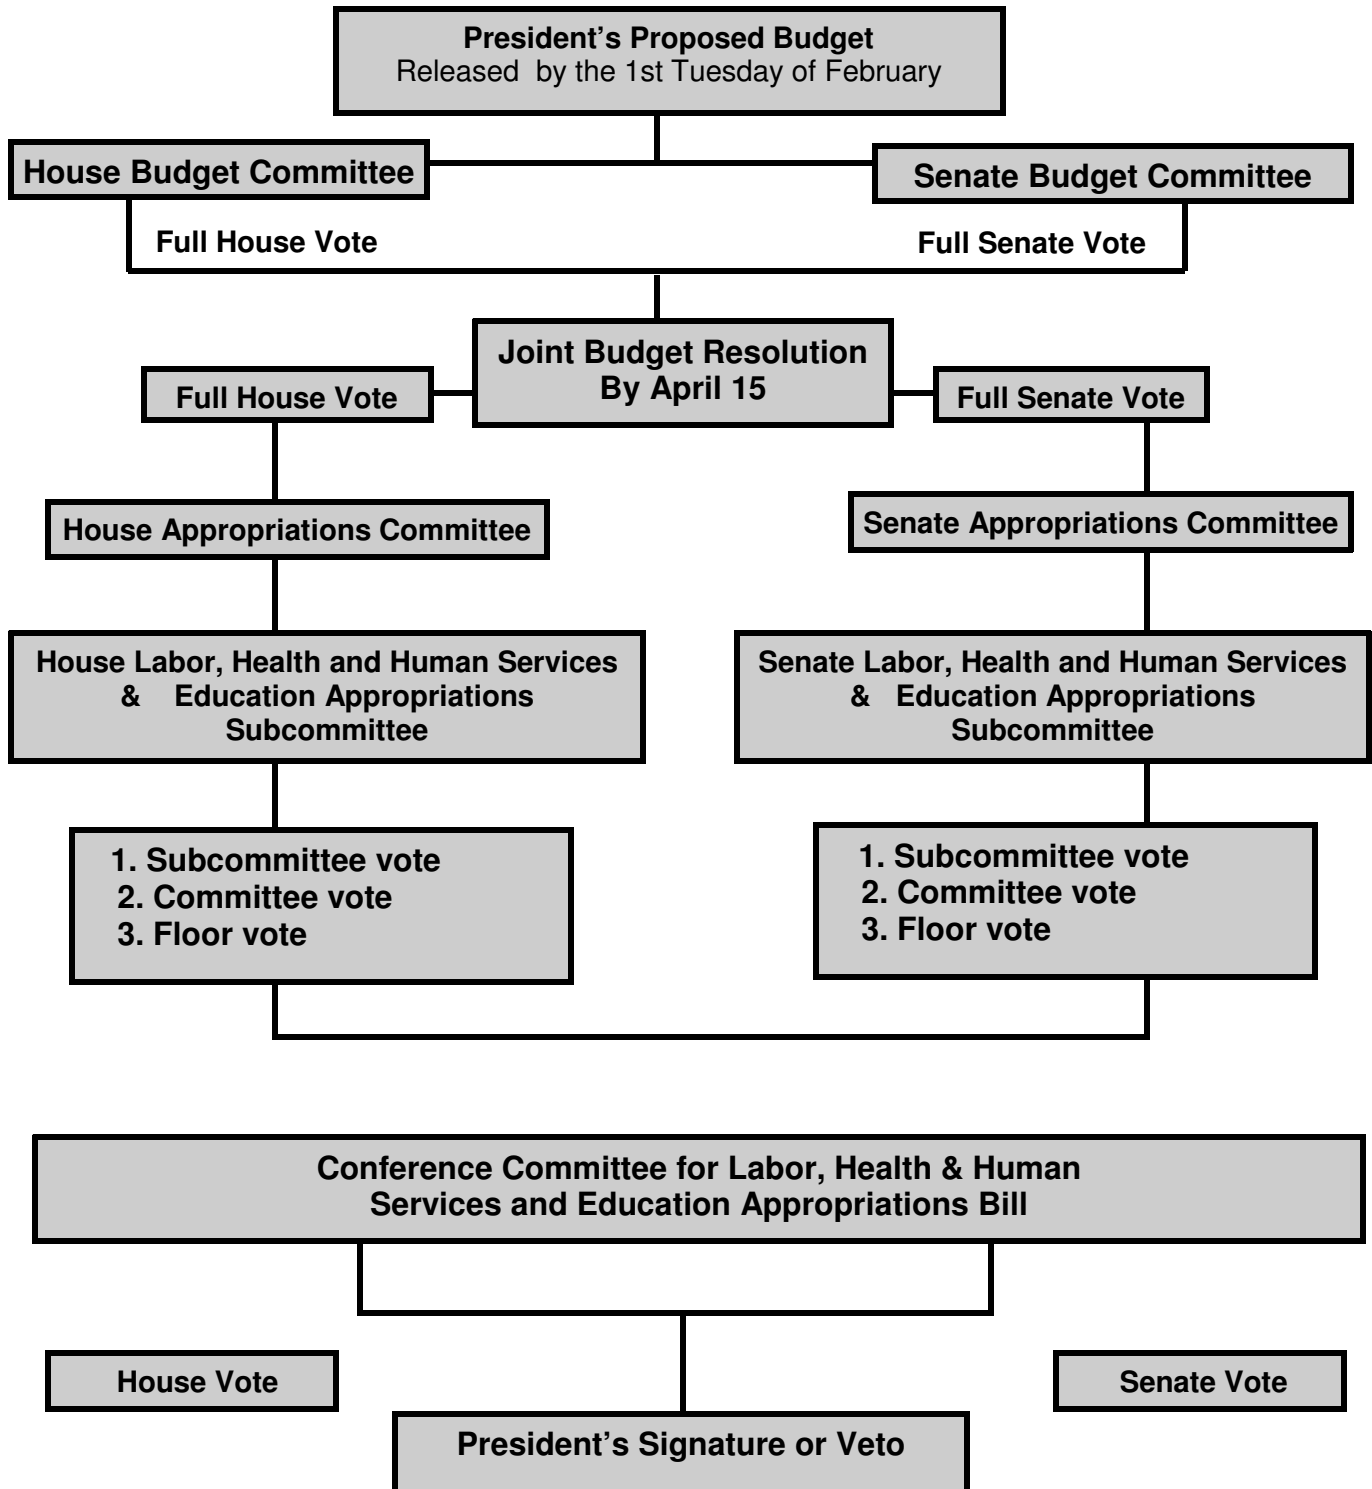 President’s Proposed Budget
Released by the 1st Tuesday of February
House Budget Committee
Senate Budget Committee
Full House Vote
Full Senate Vote
Joint Budget Resolution
By April 15
Full House Vote
Full Senate Vote
House Appropriations Committee
Senate Appropriations Committee
House Labor, Health and Human Services
& Education Appropriations
Subcommittee
Senate Labor, Health and Human Services
& Education Appropriations
Subcommittee
1. Subcommittee vote
2. Committee vote
3. Floor vote
1. Subcommittee vote
2. Committee vote
3. Floor vote
Conference Committee for Labor, Health & Human
Services and Education Appropriations Bill
House Vote
Senate Vote
President’s Signature or Veto